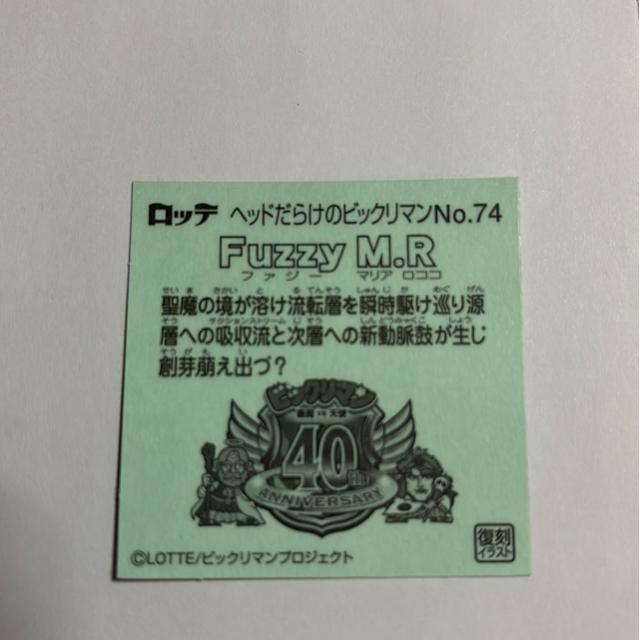 ロッテ ヘッドだらけのビックリマンNo.74
Fuzzy M.R
ファジー マリア ロココ
聖魔の境が溶け流転層を瞬時駆け巡り源
層への吸収流と次層への新動脈鼓が生じ
創芽萌え出づ?
ビックリマン
悪魔 VS 天使
40th
ANNIVERSARY
復刻
イラスト
©LOTTE/ビックリマンプロジェクト